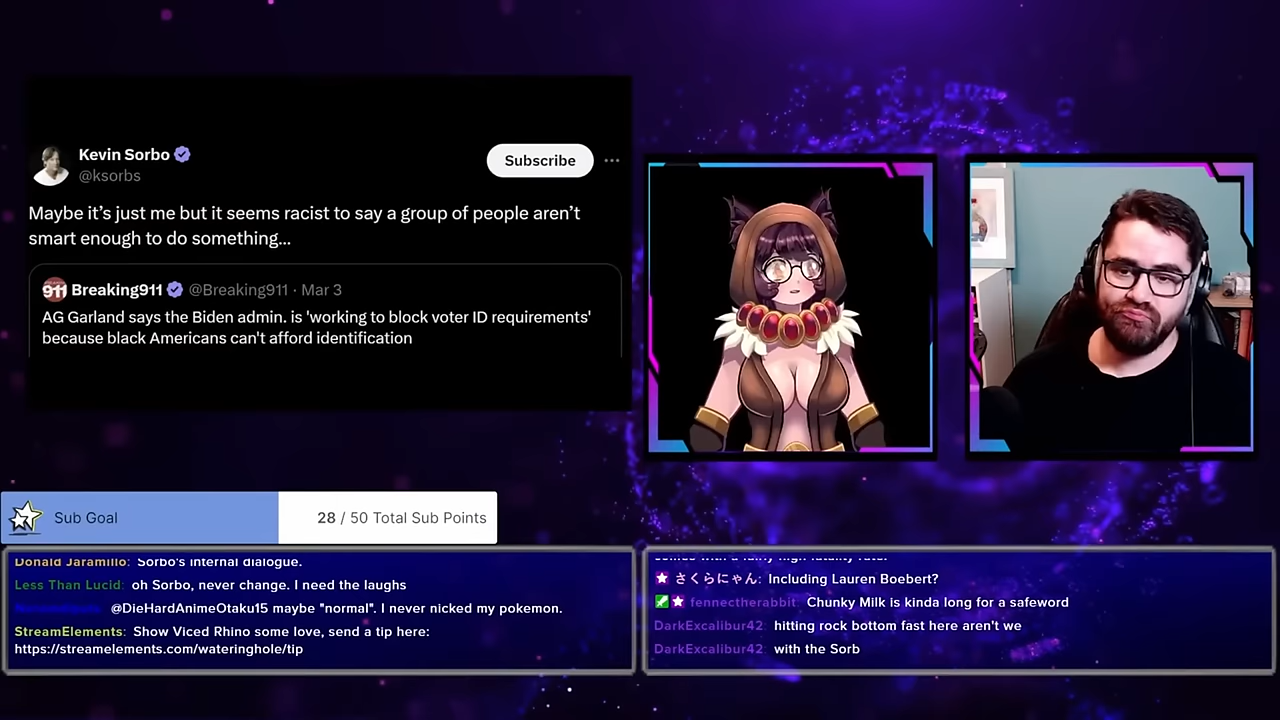 Kevin Sorbo
Subscribe
@ksorbs
Maybe it’s just me but it seems racist to say a group of people aren’t
smart enough to do something...
911 Breaking911 @Breaking911 · Mar 3
AG Garland says the Biden admin. is 'working to block voter ID requirements'
because black Americans can't afford identification
Sub Goal
28 / 50 Total Sub Points
Donald Jaramillo: Sorbo's internal dialogue.
Less Than Lucid: oh Sorbo, never change. I need the laughs
@DieHardAnimeOtaku15 maybe "normal". I never nicked my pokemon.
StreamElements: Show Viced Rhino some love, send a tip here:
https://streamelements.com/wateringhole/tip
さくらにゃん: Including Lauren Boebert?
fennectherabbit: Chunky Milk is kinda long for a safeword
DarkExcalibur42: hitting rock bottom fast here aren't we
DarkExcalibur42: with the Sorb